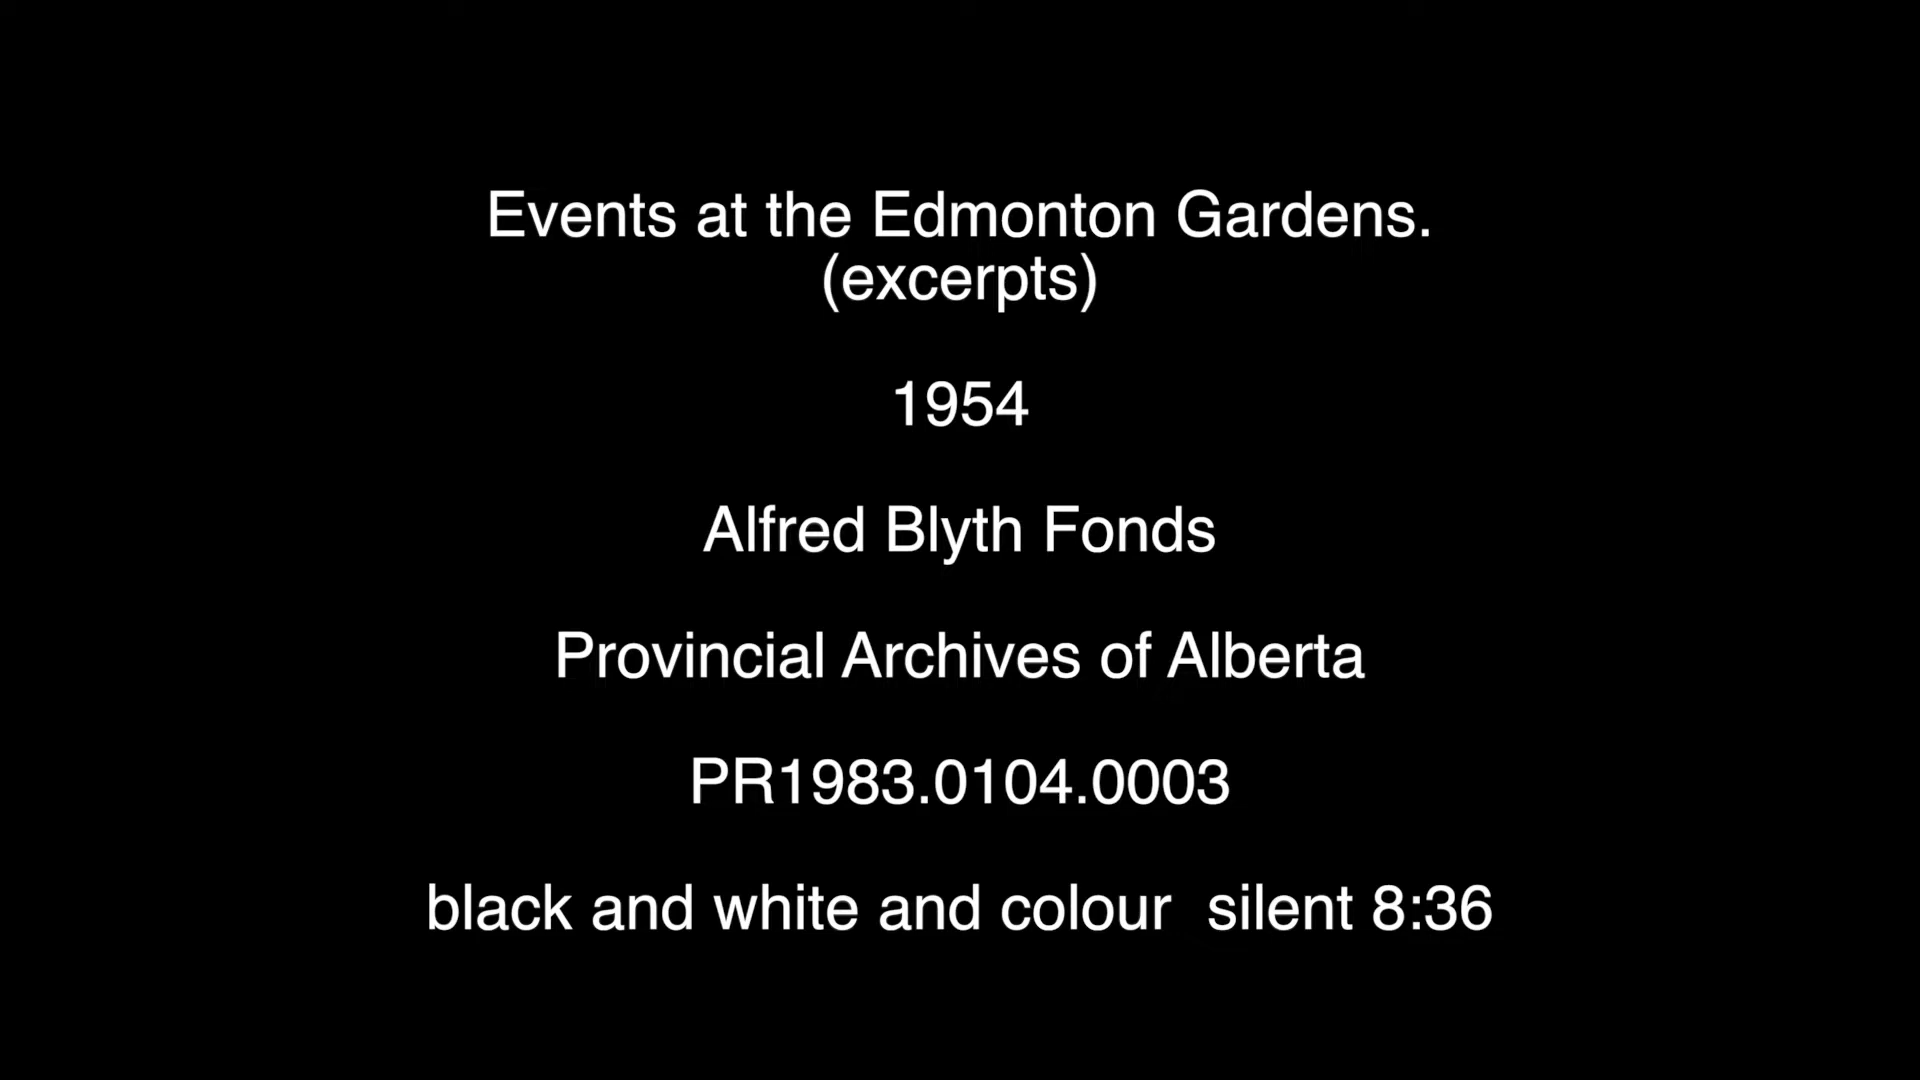 Events at the Edmonton Gardens.
(excerpts)
1954
Alfred Blyth Fonds
Provincial Archives of Alberta
PR1983.0104.0003
black and white and colour  silent 8:36